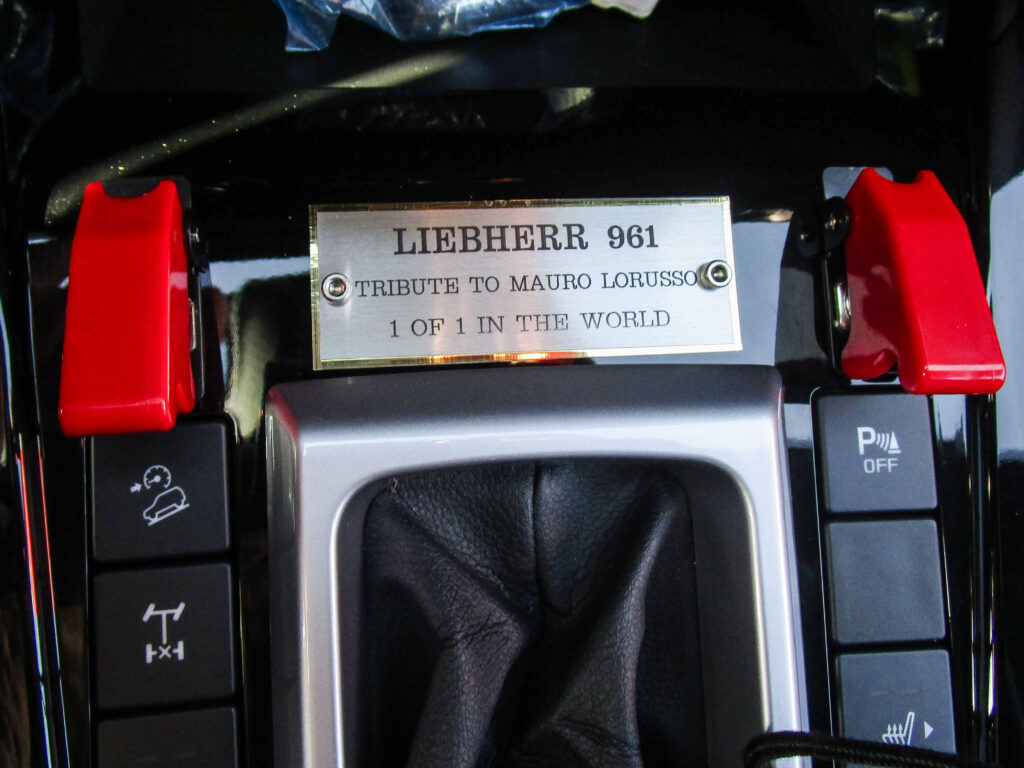 LIEBHERR 961
TRIBUTE TO MAURO LORUSSO
1 OF 1 IN THE WORLD
P
OFF